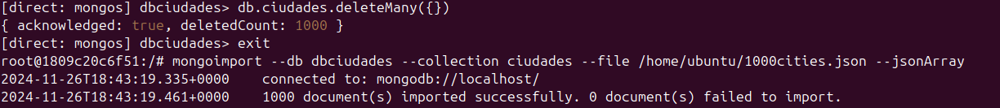 [direct: mongos] dbciudades> db.ciudades.deleteMany({})
{ acknowledged: true, deletedCount: 1000 }
[direct: mongos] dbciudades> exit
root@1809c20c6f51:/# mongoimport --db dbciudades --collection ciudades --file /home/ubuntu/1000cities.json --jsonArray
2024-11-26T18:43:19.335+0000    connected to: mongodb://localhost/
2024-11-26T18:43:19.461+0000    1000 document(s) imported successfully. 0 document(s) failed to import.